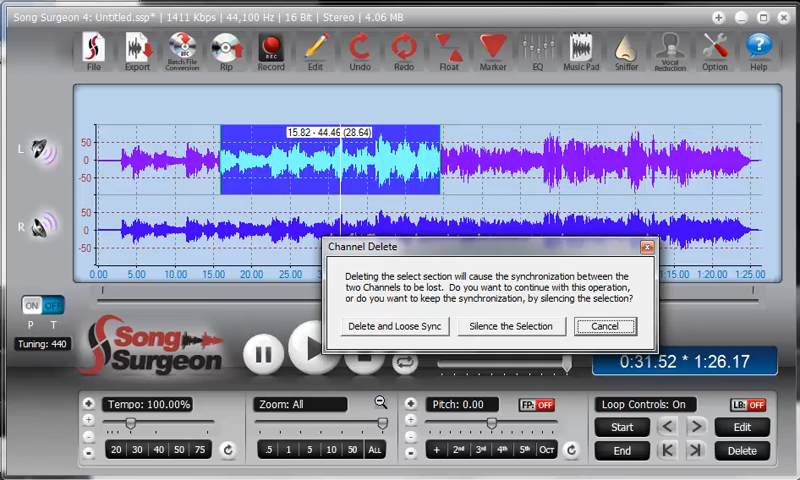 Song Surgeon 4: Untitled.ssp* | 1411 Kbps | 44,100 Hz | 16 Bit | Stereo | 4.06 MB
File Export Batch File Conversion Rip Record Edit Undo Redo Float Marker EQ Music Pad Sniffer Vocal Reduction Option Help
REC
REC
15.82 - 44.46 (28.64)
L
50
0
-50
R
50
0
-50
0.00 5.00 10.00 15.00 20.00 25.00 1:00 1:05 1:10 1:15 1:20 1:25.00
Channel Delete
Deleting the select section will cause the synchronization between the
two Channels to be lost. Do you want to continue with this operation,
or do you want to keep the synchronization, by silencing the selection?
Delete and Loose Sync Silence the Selection Cancel
ON OFF
P T
Tuning: 440
Song
Surgeon
0:31.52 * 1:26.17
Tempo: 100.00% Zoom: All Pitch: 0.00 FP: OFF Loop Controls: On LB: OFF
Start Edit
20 30 40 50 75 .5 1 5 10 50 ALL + 2nd 3rd 4th 5th Oct End Delete